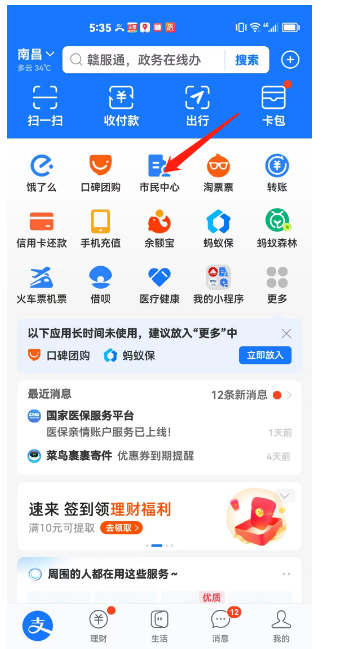 5:35
南昌
多云 34℃
赣服通，政务在线办
搜索
扫一扫 收付款 出行 卡包
饿了么 口碑团购 市民中心 淘票票 转账
信用卡还款 手机充值 余额宝 蚂蚁保 蚂蚁森林
火车票机票 借呗 医疗健康 我的小程序 更多
以下应用长时间未使用，建议放入“更多”中
口碑团购 蚂蚁保 立即放入
最近消息 12条新消息
国家医保服务平台
医保亲情账户服务已上线！ 1天前
菜鸟裹裹寄件 优惠券到期提醒 4天前
速来 签到领理财福利
满10元可提取 去领取
周围的人都在用这些服务~
优质
支 12
理财 生活 消息 我的